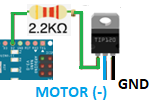 2.2KΩ
TIP120
MOTOR (-)
GND